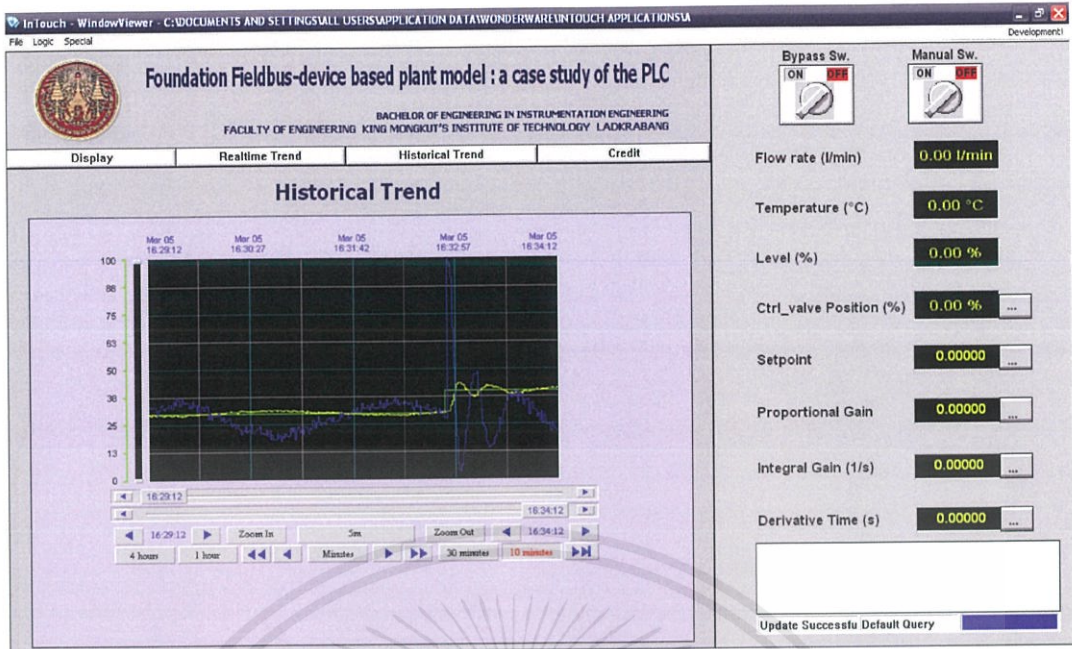 InTouch - WindowViewer - C:\DOCUMENTS AND SETTINGS\ALL USERS\APPLICATION DATA\WONDERWARE\INTOUCH APPLICATIONS\A
File Logic Special
Development!
Foundation Fieldbus-device based plant model : a case study of the PLC
BACHELOR OF ENGINEERING IN INSTRUMENTATION ENGINEERING
FACULTY OF ENGINEERING KING MONGKUT'S INSTITUTE OF TECHNOLOGY LADKRABANG
Display Realtime Trend Historical Trend Credit
Historical Trend
Mar 05 Mar 05 Mar 05 Mar 05 Mar 05
16:29:12 16:30:27 16:31:42 16:32:57 16:34:12
100
88
75
63
50
38
25
13
0
16:29:12
16:34:12
16:29:12 Zoom In 5m Zoom Out 16:34:12
4 hours 1 hour Minutes 30 minutes 10 minutes
Bypass Sw. Manual Sw.
ON OFF ON OFF
Flow rate (l/min) 0.00 l/min
Temperature (°C) 0.00 °C
Level (%) 0.00 %
Ctrl_valve Position (%) 0.00 % ...
Setpoint 0.00000 ...
Proportional Gain 0.00000 ...
Integral Gain (1/s) 0.00000 ...
Derivative Time (s) 0.00000 ...
Update Successfu Default Query